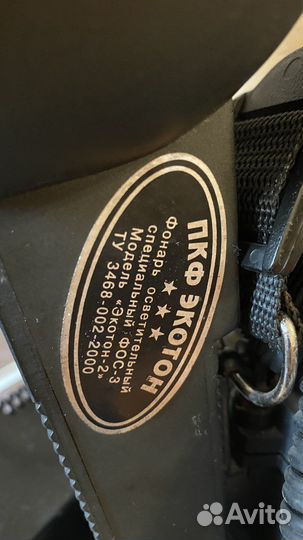 ПКФ ЭКОТОН
★ ★ ★
Фонарь осветительный
специальный ФОС-3
Модель «Экотон-2»
ТУ 3468-002-2000
Avito